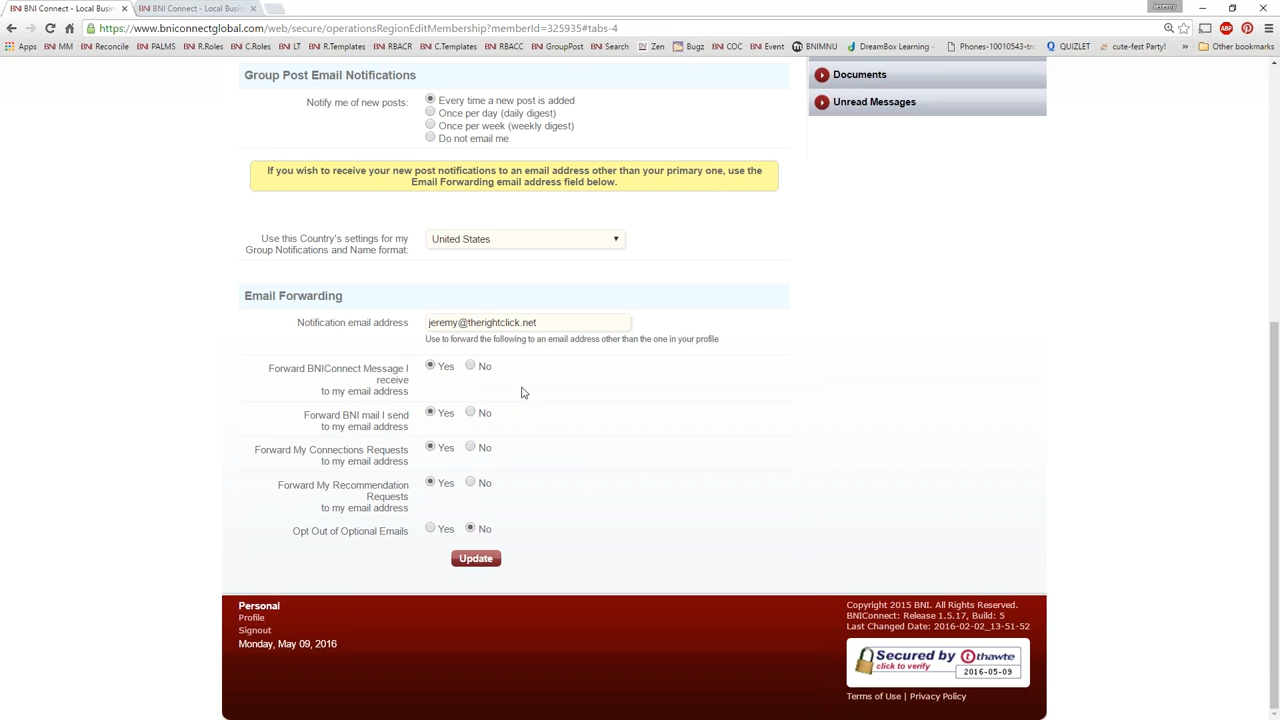 BNI Connect - Local Busin
BNI Connect - Local Busin
Jeremy
https://www.bniconnectglobal.com/web/secure/operationsRegionEditMembership?memberId=325935#tabs-4
Apps BNI MM BNI Reconcile BNI PALMS BNI R.Roles BNI C.Roles BNI LT BNI R.Templates BNI RBACR BNI C.Templates BNI RBACC BNI GroupPost BNI Search Zen Bugz BNI COC BNI Event BNIMNU DreamBox Learning Phones-10010543-tro QUIZLET cute-fest Party! » Other bookmarks
Group Post Email Notifications
Notify me of new posts:
Every time a new post is added
Once per day (daily digest)
Once per week (weekly digest)
Do not email me
If you wish to receive your new post notifications to an email address other than your primary one, use the
Email Forwarding email address field below.
Use this Country's settings for my
Group Notifications and Name format:
United States
Email Forwarding
Notification email address
jeremy@therightclick.net
Use to forward the following to an email address other than the one in your profile
Forward BNIConnect Message I
receive
to my email address
Yes No
Forward BNI mail I send
to my email address
Yes No
Forward My Connections Requests
to my email address
Yes No
Forward My Recommendation
Requests
to my email address
Yes No
Opt Out of Optional Emails
Yes No
Update
Documents
Unread Messages
Personal
Profile
Signout
Monday, May 09, 2016
Copyright 2015 BNI. All Rights Reserved.
BNIConnect: Release 1.5.17, Build: 5
Last Changed Date: 2016-02-02_13-51-52
Secured by thawte
click to verify
2016-05-09
Terms of Use | Privacy Policy